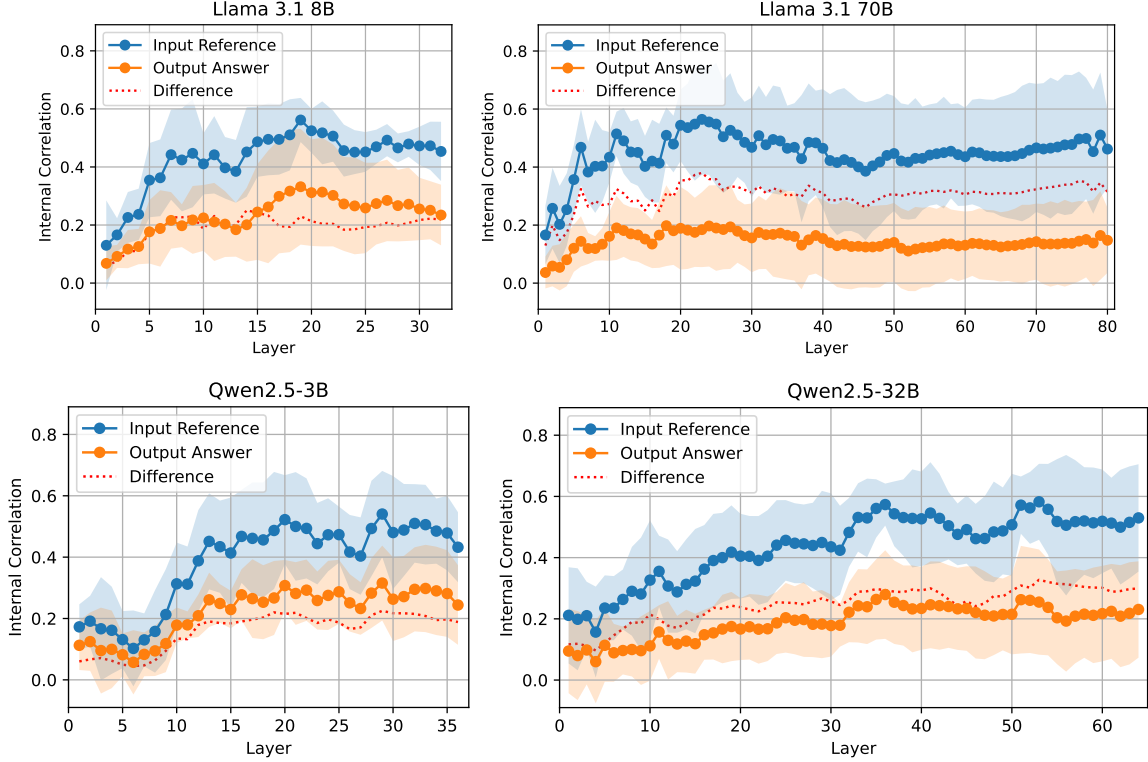 Llama 3.1 8B
Internal Correlation
0.8
0.6
0.4
0.2
0.0
Input Reference
Output Answer
Difference
0 5 10 15 20 25 30
Layer
Llama 3.1 70B
Internal Correlation
0.8
0.6
0.4
0.2
0.0
Input Reference
Output Answer
Difference
0 10 20 30 40 50 60 70 80
Layer
Qwen2.5-3B
Internal Correlation
0.8
0.6
0.4
0.2
0.0
Input Reference
Output Answer
Difference
0 5 10 15 20 25 30 35
Layer
Qwen2.5-32B
Internal Correlation
0.8
0.6
0.4
0.2
0.0
Input Reference
Output Answer
Difference
0 10 20 30 40 50 60
Layer